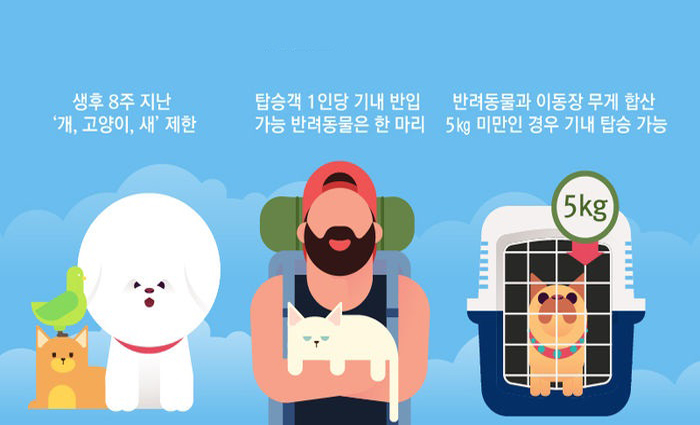 생후 8주 지난
‘개, 고양이, 새’ 제한
탑승객 1인당 기내 반입
가능 반려동물은 한 마리
반려동물과 이동장 무게 합산
5㎏ 미만인 경우 기내 탑승 가능
5kg